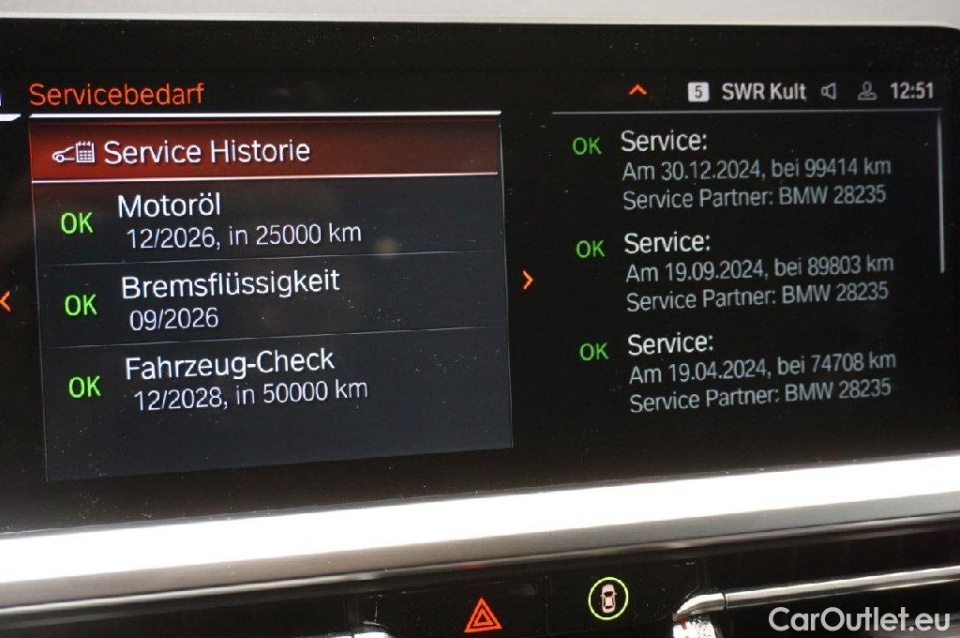 Servicebedarf
5 SWR Kult 12:51
Service Historie
OK Motoröl
12/2026, in 25000 km
OK Bremsflüssigkeit
09/2026
OK Fahrzeug-Check
12/2028, in 50000 km
OK Service:
Am 30.12.2024, bei 99414 km
Service Partner: BMW 28235
OK Service:
Am 19.09.2024, bei 89803 km
Service Partner: BMW 28235
OK Service:
Am 19.04.2024, bei 74708 km
Service Partner: BMW 28235
CarOutlet.eu